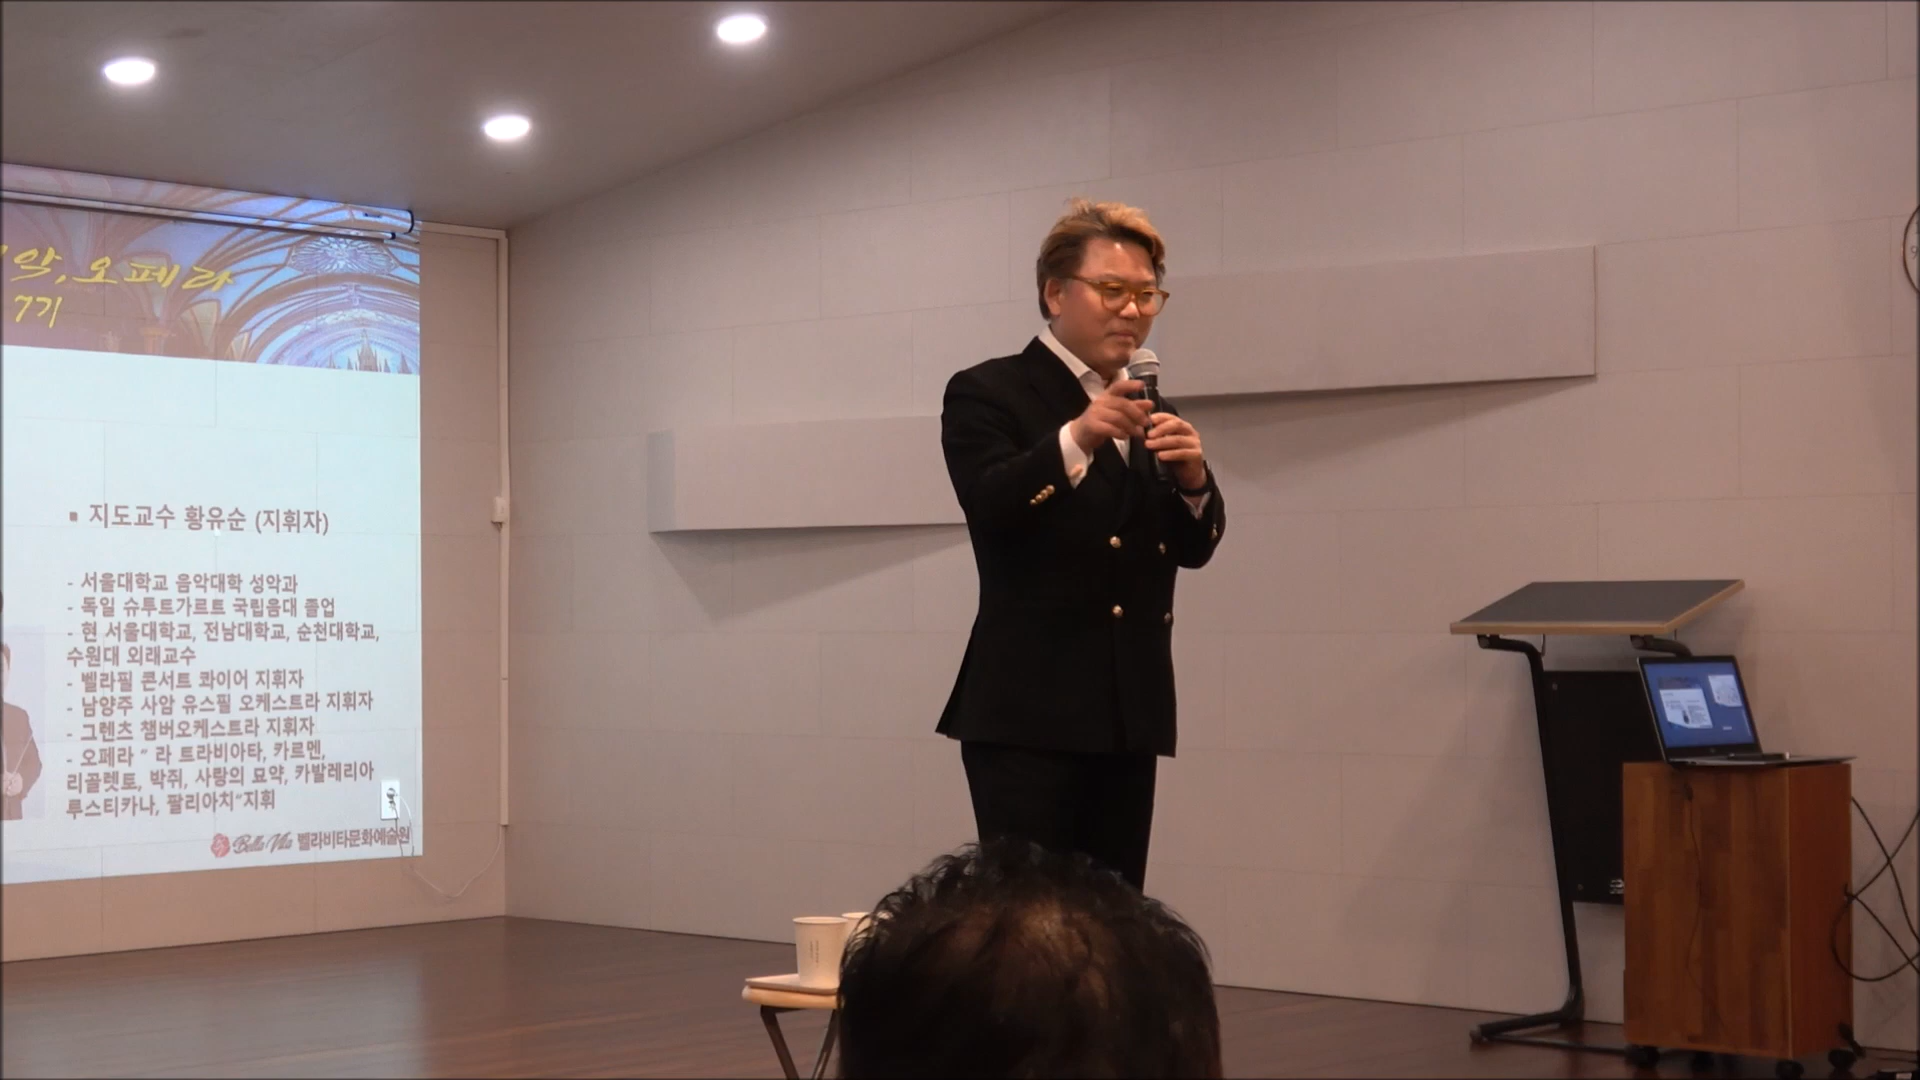 악, 오페라
7기
▪ 지도교수 황유순 (지휘자)
- 서울대학교 음악대학 성악과
- 독일 슈투트가르트 국립음대 졸업
- 현 서울대학교, 전남대학교, 순천대학교,
수원대 외래교수
- 벨라필 콘서트 콰이어 지휘자
- 남양주 사암 유스필 오케스트라 지휘자
- 그렌츠 챔버오케스트라 지휘자
- 오페라 " 라 트라비아타, 카르멘,
리골렛토, 박쥐, 사랑의 묘약, 카발레리아
루스티카나, 팔리아치"지휘
Bella Vita 벨라비타문화예술원